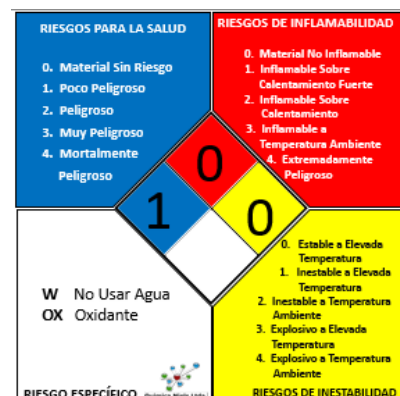 RIESGOS PARA LA SALUD
0. Material Sin Riesgo
1. Poco Peligroso
2. Peligroso
3. Muy Peligroso
4. Mortalmente
Peligroso
RIESGOS DE INFLAMABILIDAD
0. Material No Inflamable
1. Inflamable Sobre
Calentamiento Fuerte
2. Inflamable Sobre
Calentamiento
3. Inflamable a
Temperatura Ambiente
4. Extremadamente
Peligroso
0
1
0
W No Usar Agua
OX Oxidante
RIESGO ESPECÍFICO
0. Estable a Elevada
Temperatura
1. Inestable a Elevada
Temperatura
2. Inestable a Temperatura
Ambiente
3. Explosivo a Elevada
Temperatura
4. Explosivo a Temperatura
Ambiente
RIESGOS DE INESTABILIDAD